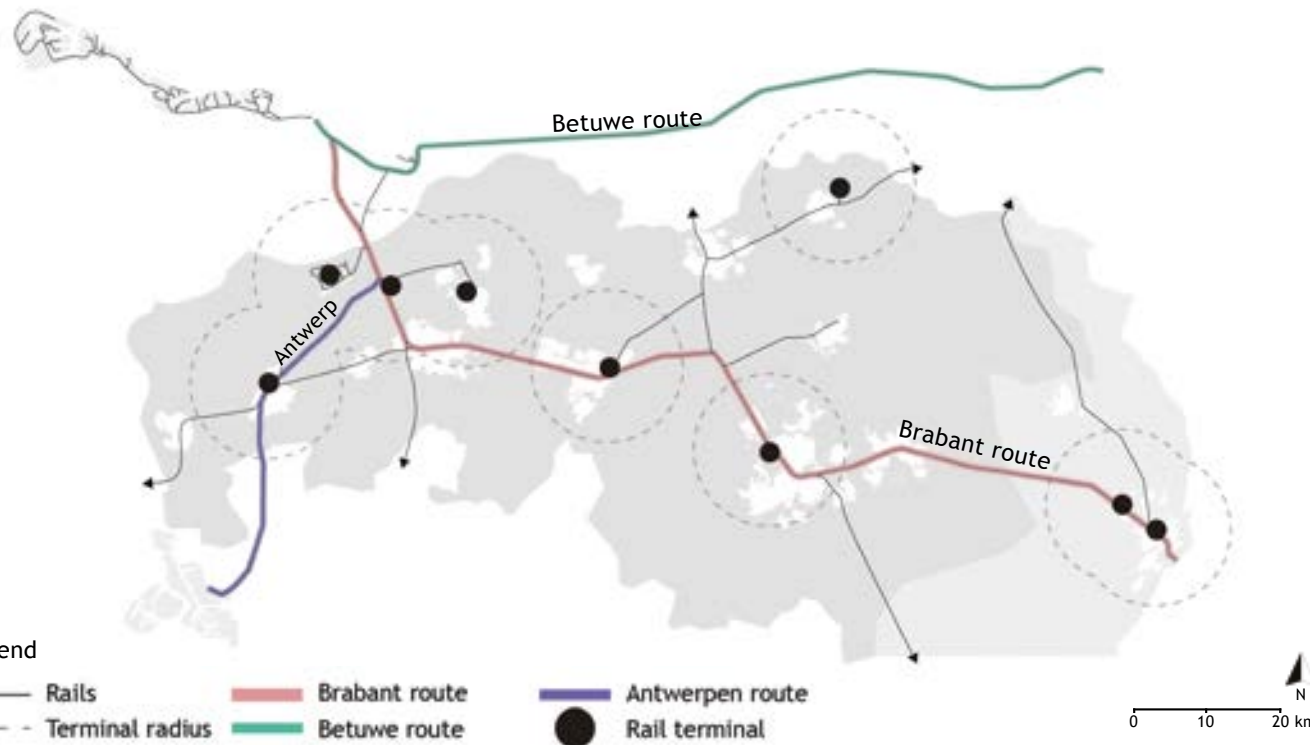 Betuwe route
Antwerp
Brabant route
end
Rails
Brabant route
Antwerpen route
Terminal radius
Betuwe route
Rail terminal
N
0 10 20 km